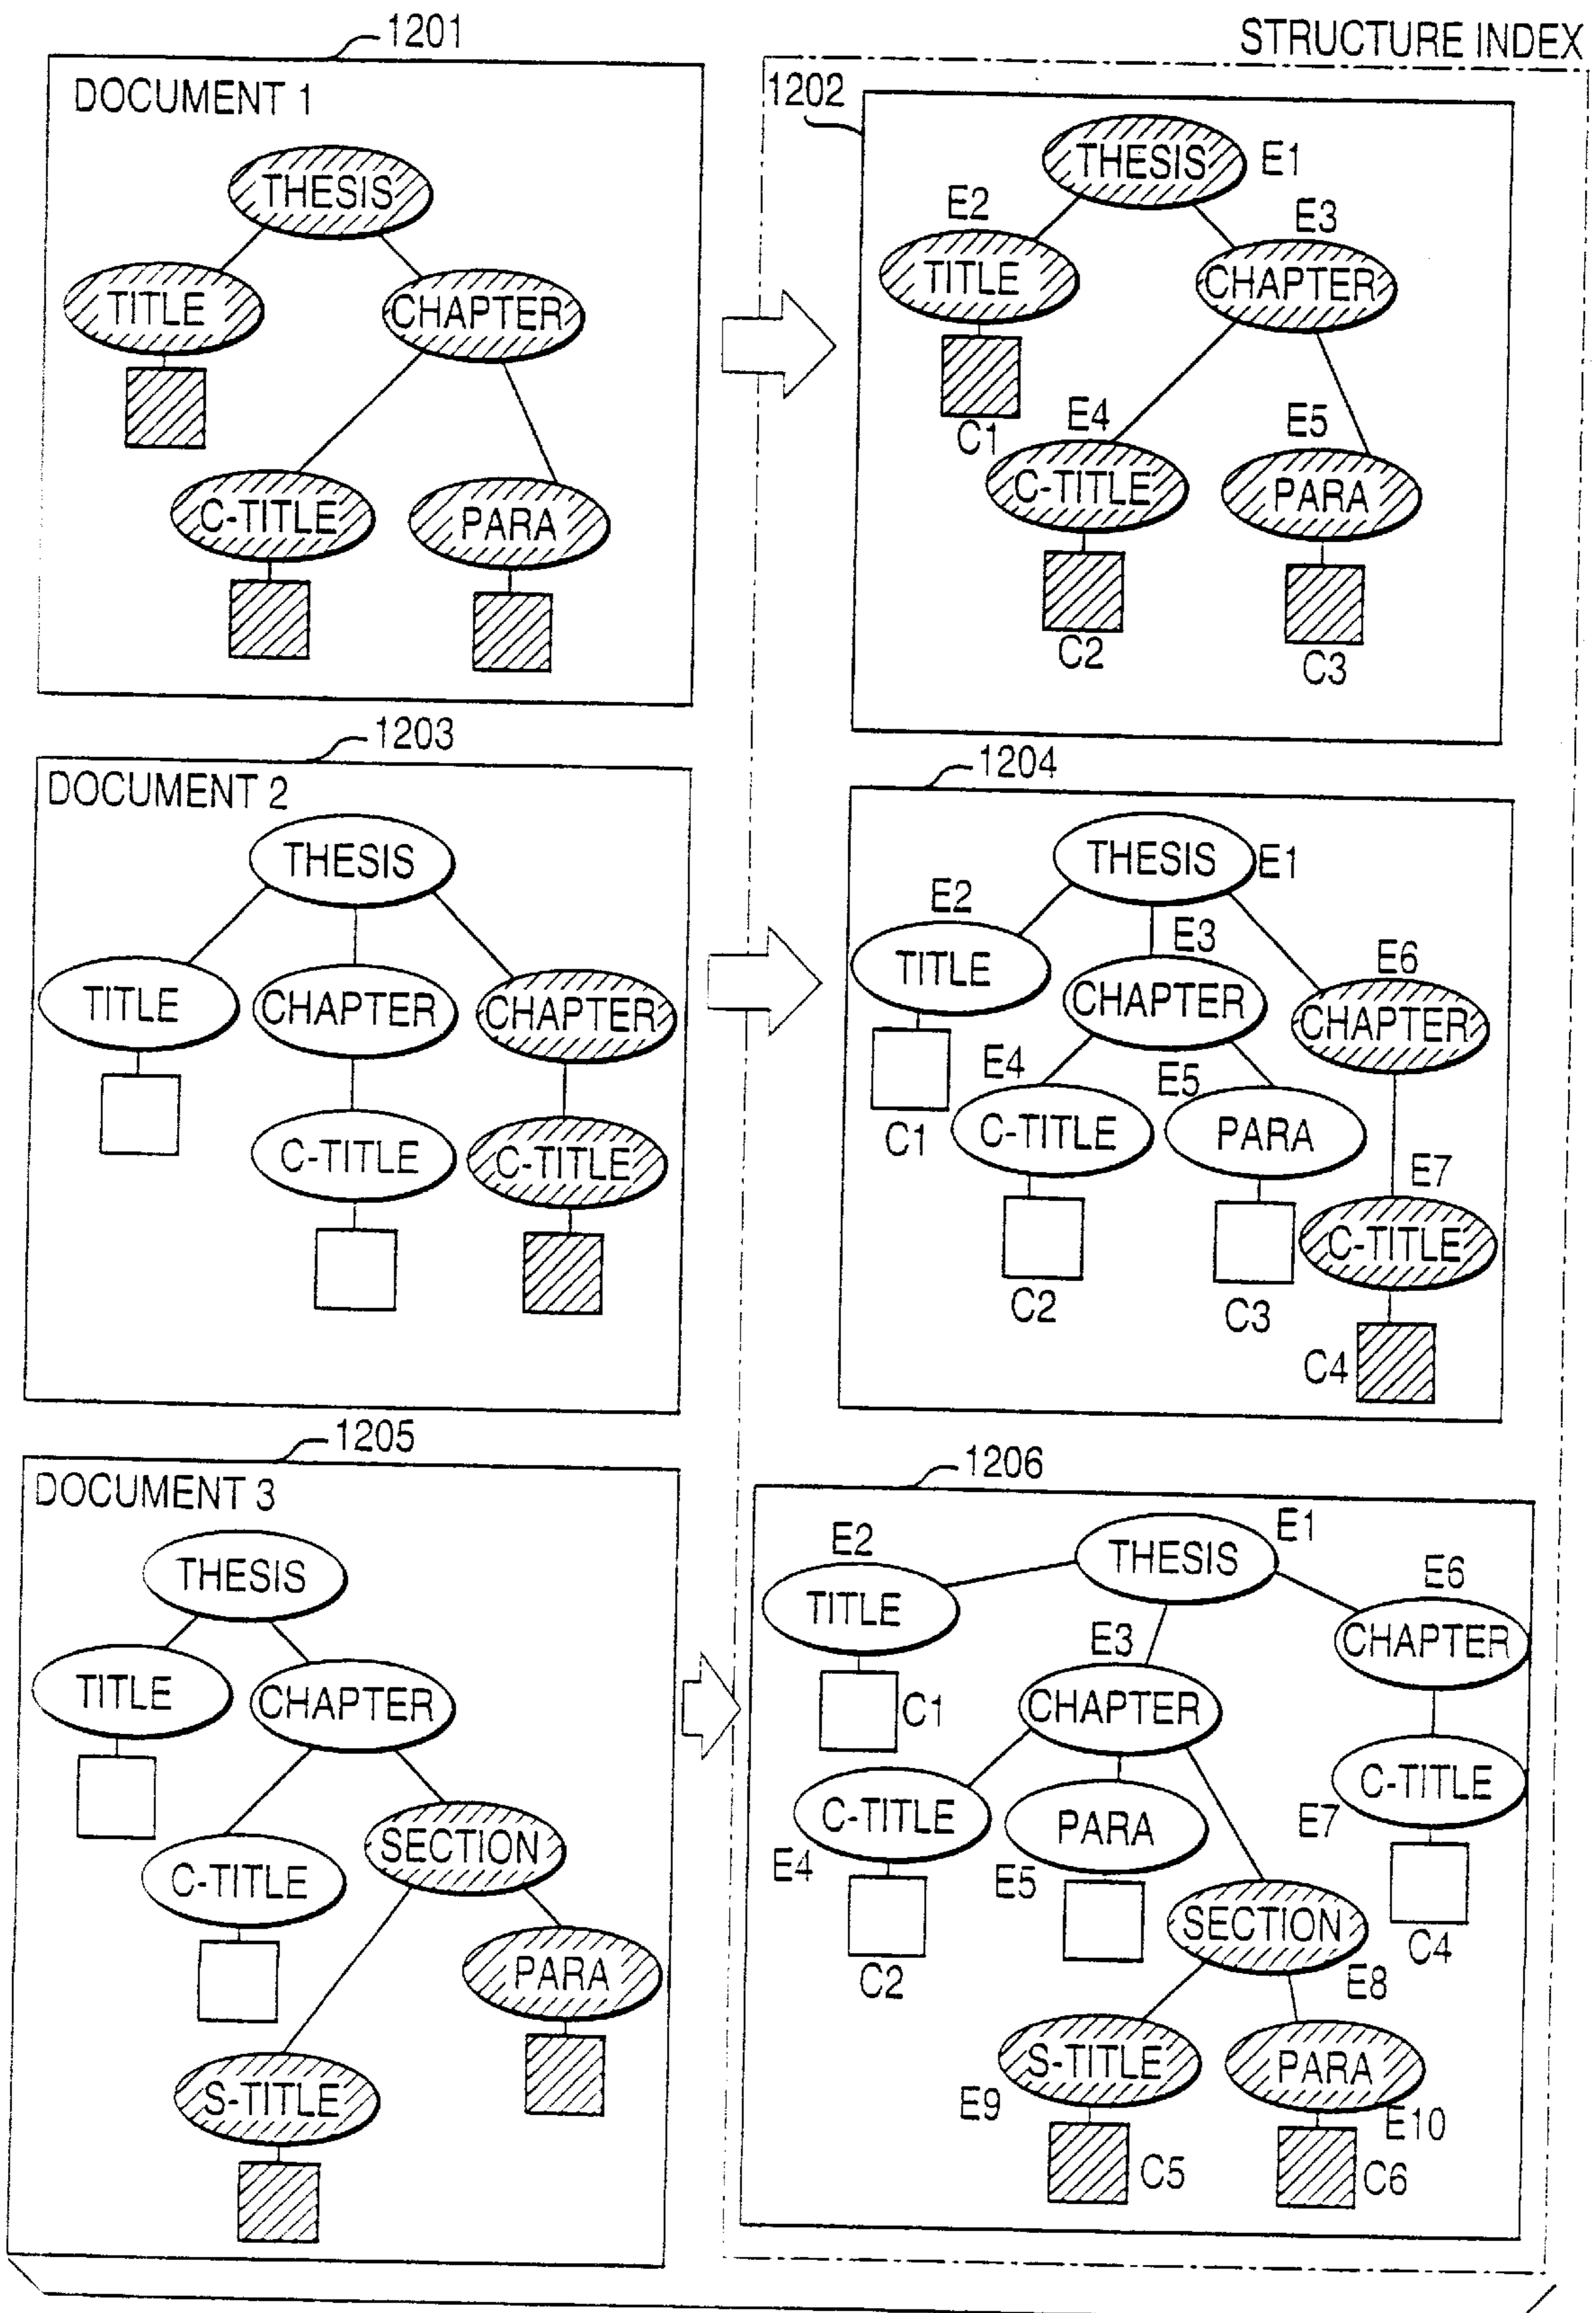 1201
STRUCTURE INDEX
DOCUMENT 1
THESIS
TITLE
CHAPTER
C-TITLE
PARA
1202
THESIS E1
E2
E3
TITLE
CHAPTER
C1
E4
E5
C-TITLE
PARA
C2
C3
1203
DOCUMENT 2
THESIS
TITLE
CHAPTER
CHAPTER
C-TITLE
C-TITLE
1204
THESIS E1
E2
E3
TITLE
E6
CHAPTER
CHAPTER
E4
E5
C1
C-TITLE
PARA
E7
C-TITLE
C2
C3
C4
1205
DOCUMENT 3
THESIS
TITLE
CHAPTER
SECTION
C-TITLE
PARA
S-TITLE
1206
E1
E2
THESIS
E6
TITLE
CHAPTER
E3
C1
CHAPTER
C-TITLE
C-TITLE
PARA
E7
E4
E5
SECTION
C4
C2
E8
S-TITLE
PARA
E9
E10
C5
C6